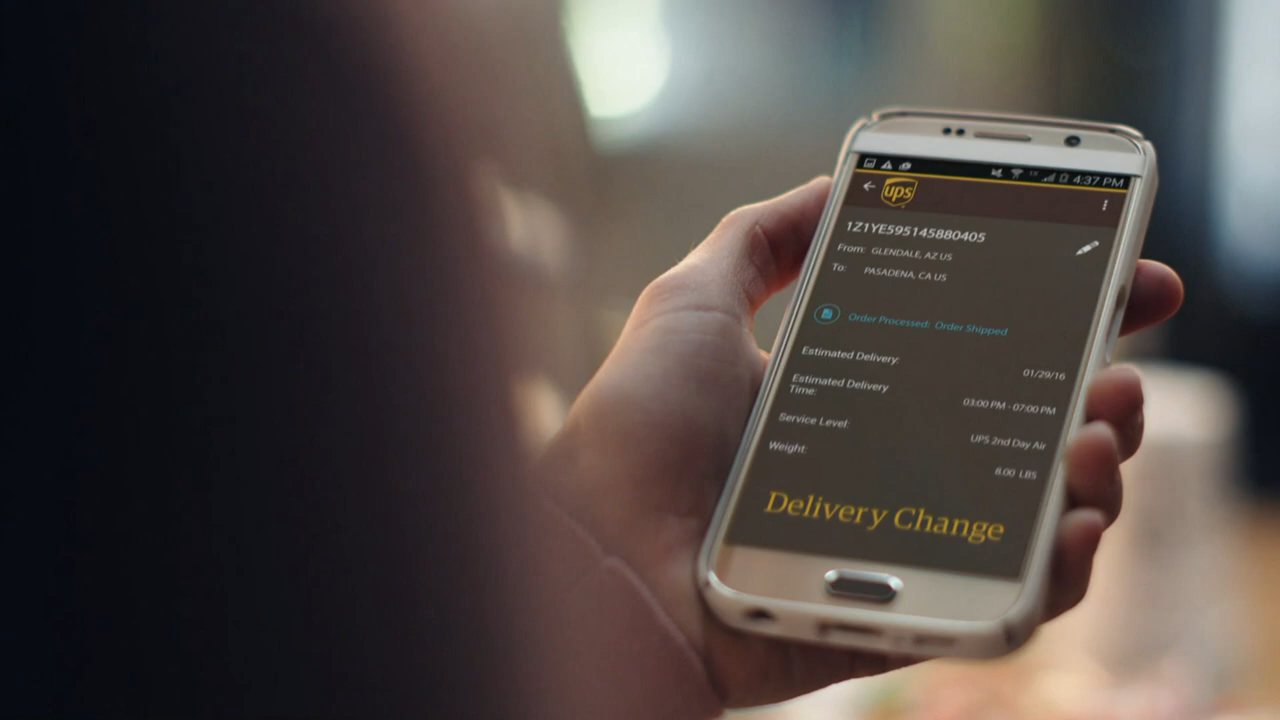 4:37 PM
ups
1Z1YE595145880405
From: GLENDALE, AZ US
To: PASADENA, CA US
Order Processed: Order Shipped
Estimated Delivery: 01/29/16
Estimated Delivery
Time: 03:00 PM - 07:00 PM
Service Level: UPS 2nd Day Air
Weight: 8.00 LBS
Delivery Change